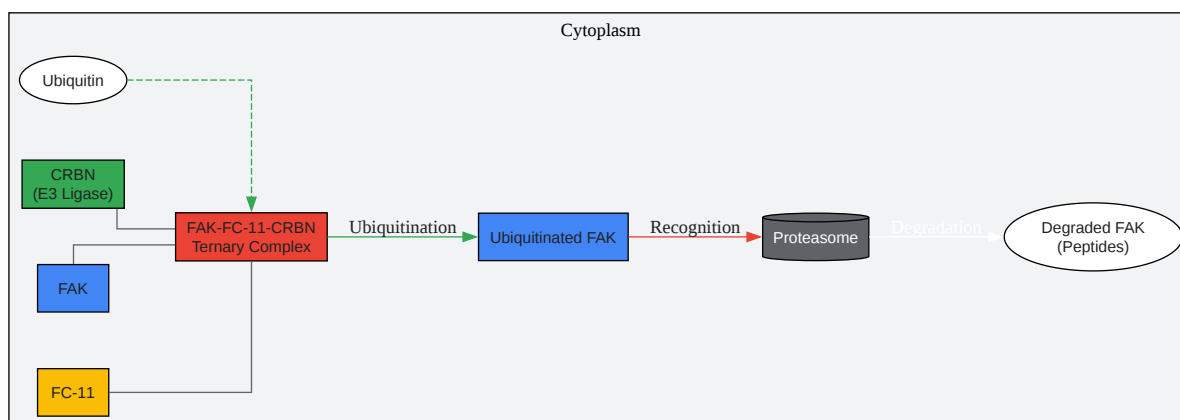 Cytoplasm
Ubiquitin
CRBN
(E3 Ligase)
FAK-FC-11-CRBN
Ternary Complex
FAK
FC-11
Ubiquitination
Ubiquitinated FAK
Recognition
Proteasome
Degradation
Degraded FAK
(Peptides)